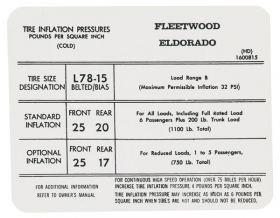 TIRE INFLATION PRESSURES
POUNDS PER SQUARE INCH
(COLD)
FLEETWOOD
ELDORADO
(HD)
1600815
TIRE SIZE
DESIGNATION
L78-15
BELTED/BIAS
Load Range B
(Maximum Permissible Inflation 32 PSI)
STANDARD
INFLATION
FRONT REAR
25 20
For All Loads, Including Full Rated Load
6 Passengers Plus 200 Lb. Trunk Load
(1100 Lb. Total)
OPTIONAL
INFLATION
FRONT REAR
25 17
For Reduced Loads, 1 to 5 Passengers,
(750 Lb. Total)
FOR ADDITIONAL INFORMATION
REFER TO OWNER'S MANUAL
FOR CONTINUOUS HIGH SPEED OPERATION (OVER 75 MILES PER HOUR)
INCREASE TIRE INFLATION PRESSURE 4 POUNDS PER SQUARE INCH.
TIRE INFLATION PRESSURE MAY INCREASE AS MUCH AS 6 POUNDS PER
SQUARE INCH WHEN TIRES ARE HOT AND SHOULD NOT BE REDUCED.